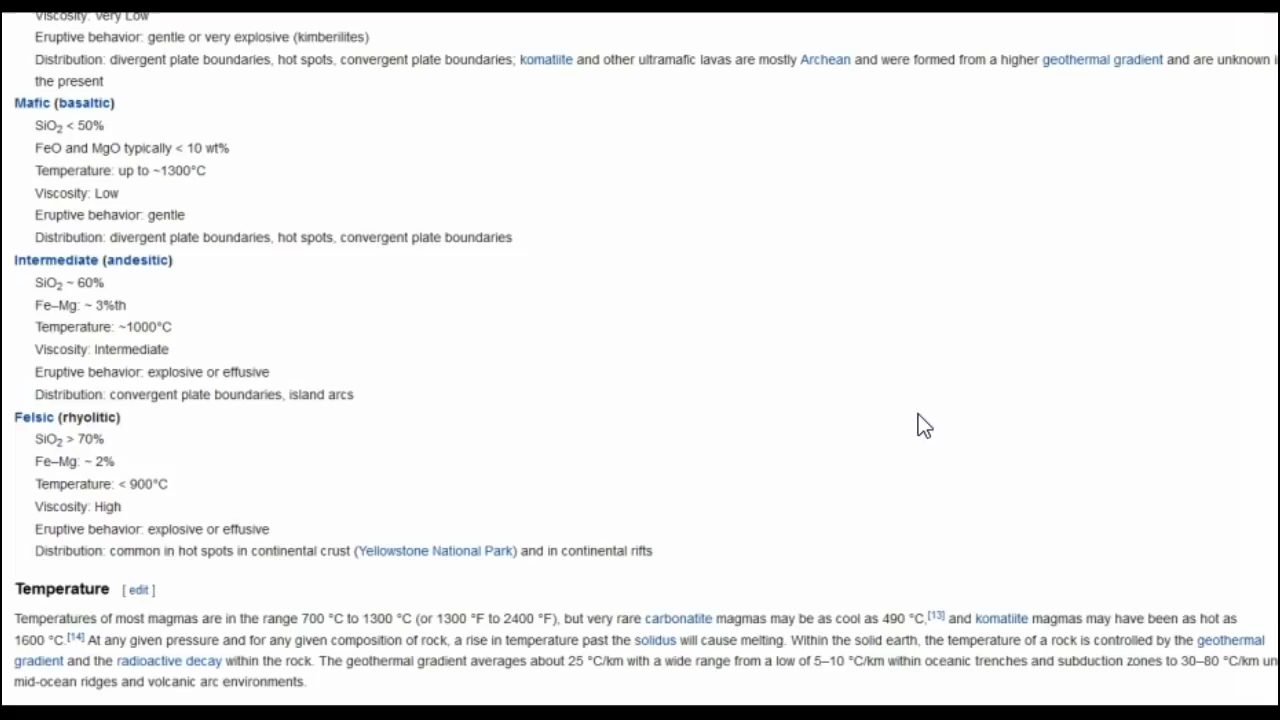 Viscosity: Very Low
Eruptive behavior: gentle or very explosive (kimberilites)
Distribution: divergent plate boundaries, hot spots, convergent plate boundaries; komatiite and other ultramafic lavas are mostly Archean and were formed from a higher geothermal gradient and are unknown i
the present
Mafic (basaltic)
SiO2 < 50%
FeO and MgO typically < 10 wt%
Temperature: up to ~1300°C
Viscosity: Low
Eruptive behavior: gentle
Distribution: divergent plate boundaries, hot spots, convergent plate boundaries
Intermediate (andesitic)
SiO2 ~ 60%
Fe–Mg: ~ 3%th
Temperature: ~1000°C
Viscosity: Intermediate
Eruptive behavior: explosive or effusive
Distribution: convergent plate boundaries, island arcs
Felsic (rhyolitic)
SiO2 > 70%
Fe–Mg: ~ 2%
Temperature: < 900°C
Viscosity: High
Eruptive behavior: explosive or effusive
Distribution: common in hot spots in continental crust (Yellowstone National Park) and in continental rifts
Temperature [ edit ]
Temperatures of most magmas are in the range 700 °C to 1300 °C (or 1300 °F to 2400 °F), but very rare carbonatite magmas may be as cool as 490 °C,[13] and komatiite magmas may have been as hot as
1600 °C.[14] At any given pressure and for any given composition of rock, a rise in temperature past the solidus will cause melting. Within the solid earth, the temperature of a rock is controlled by the geothermal
gradient and the radioactive decay within the rock. The geothermal gradient averages about 25 °C/km with a wide range from a low of 5–10 °C/km within oceanic trenches and subduction zones to 30–80 °C/km un
mid-ocean ridges and volcanic arc environments.